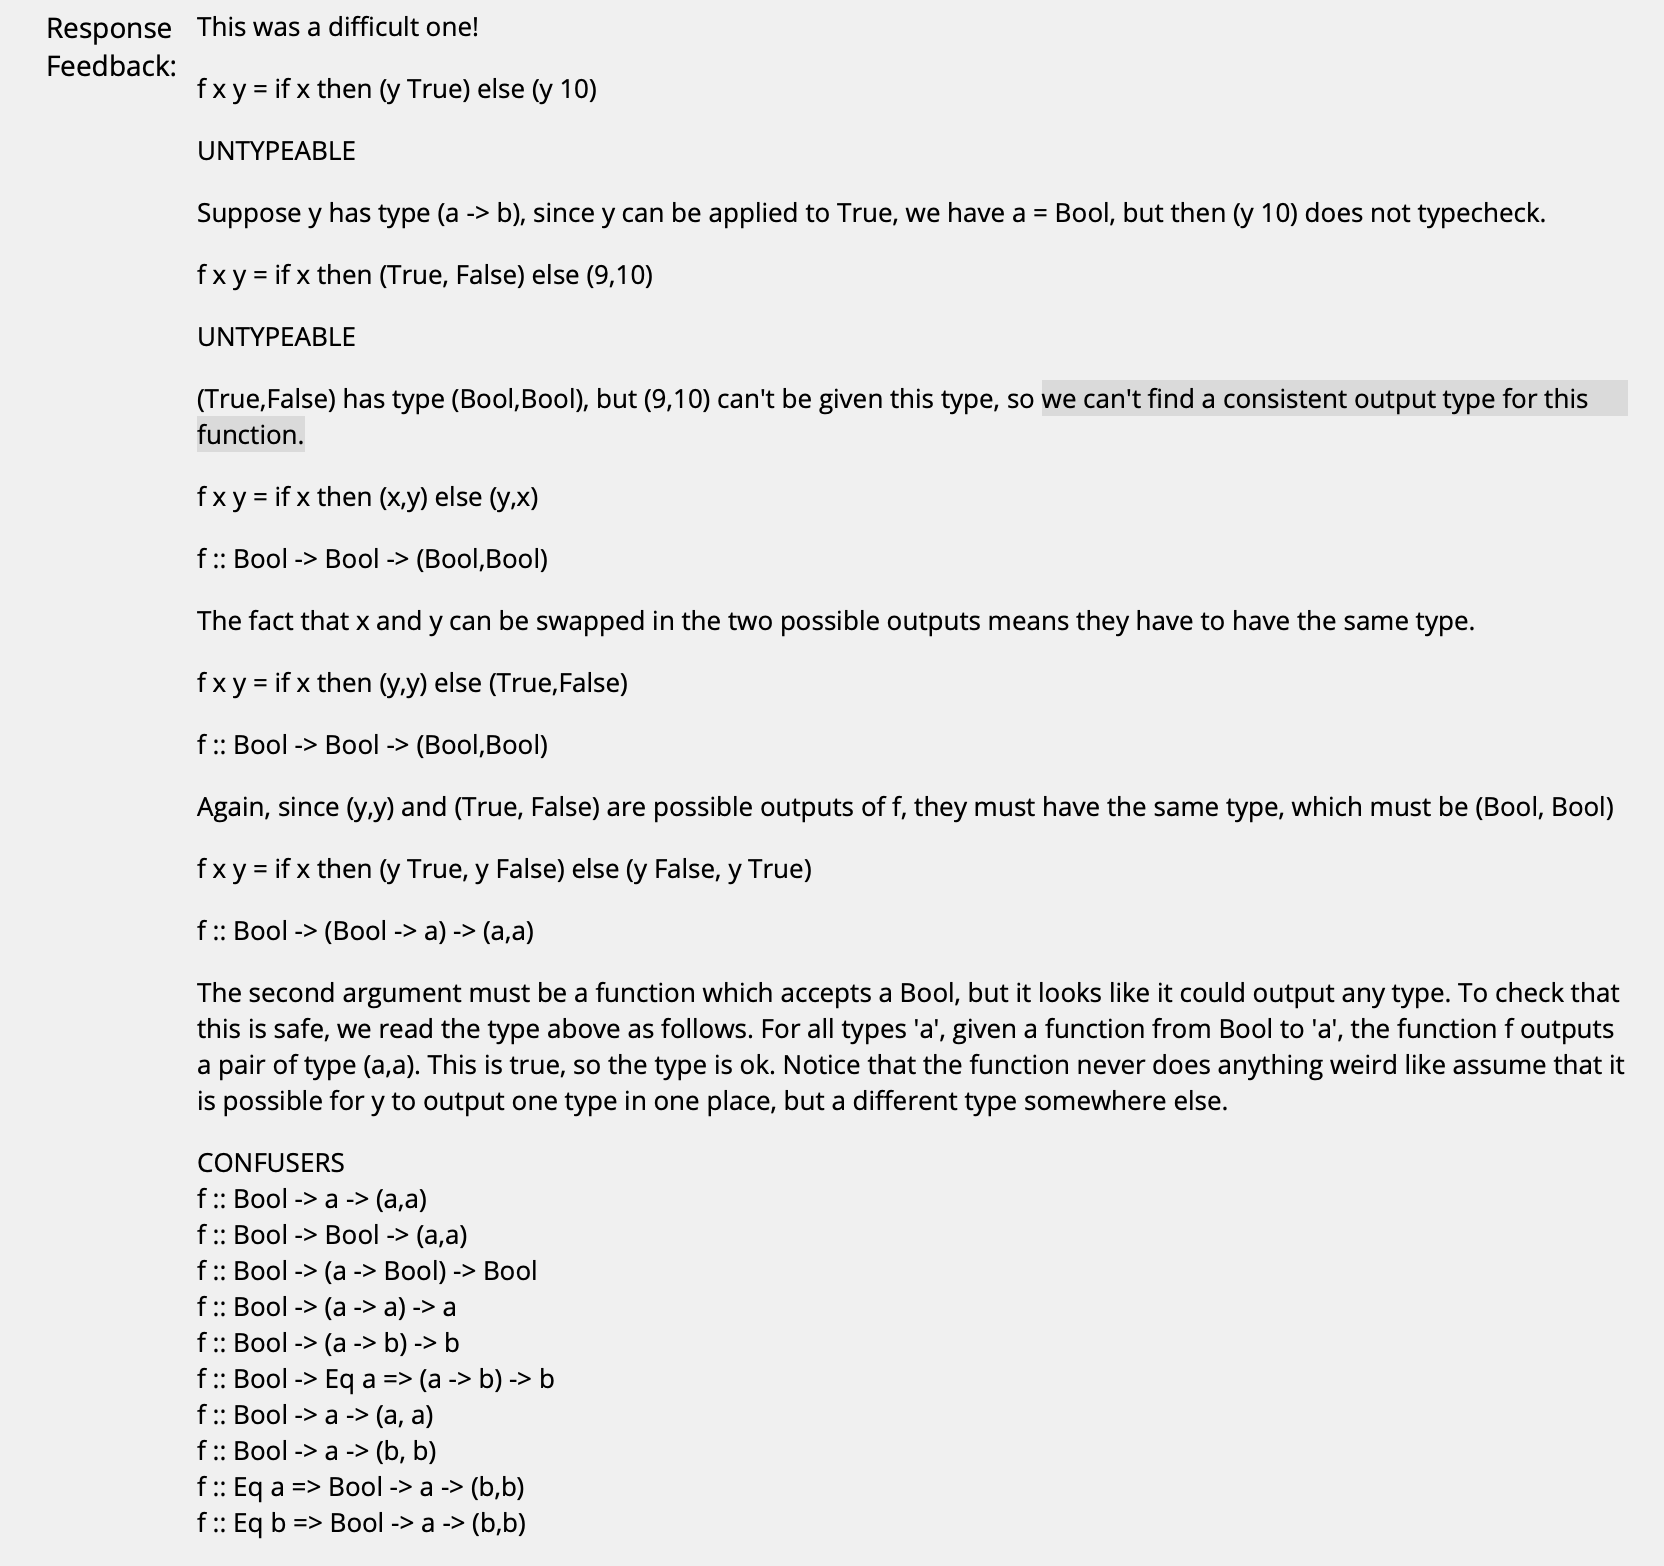 Response Feedback:
This was a difficult one!
f x y = if x then (y True) else (y 10)
UNTYPEABLE
Suppose y has type (a -> b), since y can be applied to True, we have a = Bool, but then (y 10) does not typecheck.
f x y = if x then (True, False) else (9,10)
UNTYPEABLE
(True,False) has type (Bool,Bool), but (9,10) can't be given this type, so we can't find a consistent output type for this
function.
f x y = if x then (x,y) else (y,x)
f :: Bool -> Bool -> (Bool,Bool)
The fact that x and y can be swapped in the two possible outputs means they have to have the same type.
f x y = if x then (y,y) else (True,False)
f :: Bool -> Bool -> (Bool,Bool)
Again, since (y,y) and (True, False) are possible outputs of f, they must have the same type, which must be (Bool, Bool)
f x y = if x then (y True, y False) else (y False, y True)
f :: Bool -> (Bool -> a) -> (a,a)
The second argument must be a function which accepts a Bool, but it looks like it could output any type. To check that
this is safe, we read the type above as follows. For all types 'a', given a function from Bool to 'a', the function f outputs
a pair of type (a,a). This is true, so the type is ok. Notice that the function never does anything weird like assume that it
is possible for y to output one type in one place, but a different type somewhere else.
CONFUSERS
f :: Bool -> a -> (a,a)
f :: Bool -> Bool -> (a,a)
f :: Bool -> (a -> Bool) -> Bool
f :: Bool -> (a -> a) -> a
f :: Bool -> (a -> b) -> b
f :: Bool -> Eq a => (a -> b) -> b
f :: Bool -> a -> (a, a)
f :: Bool -> a -> (b, b)
f :: Eq a => Bool -> a -> (b,b)
f :: Eq b => Bool -> a -> (b,b)